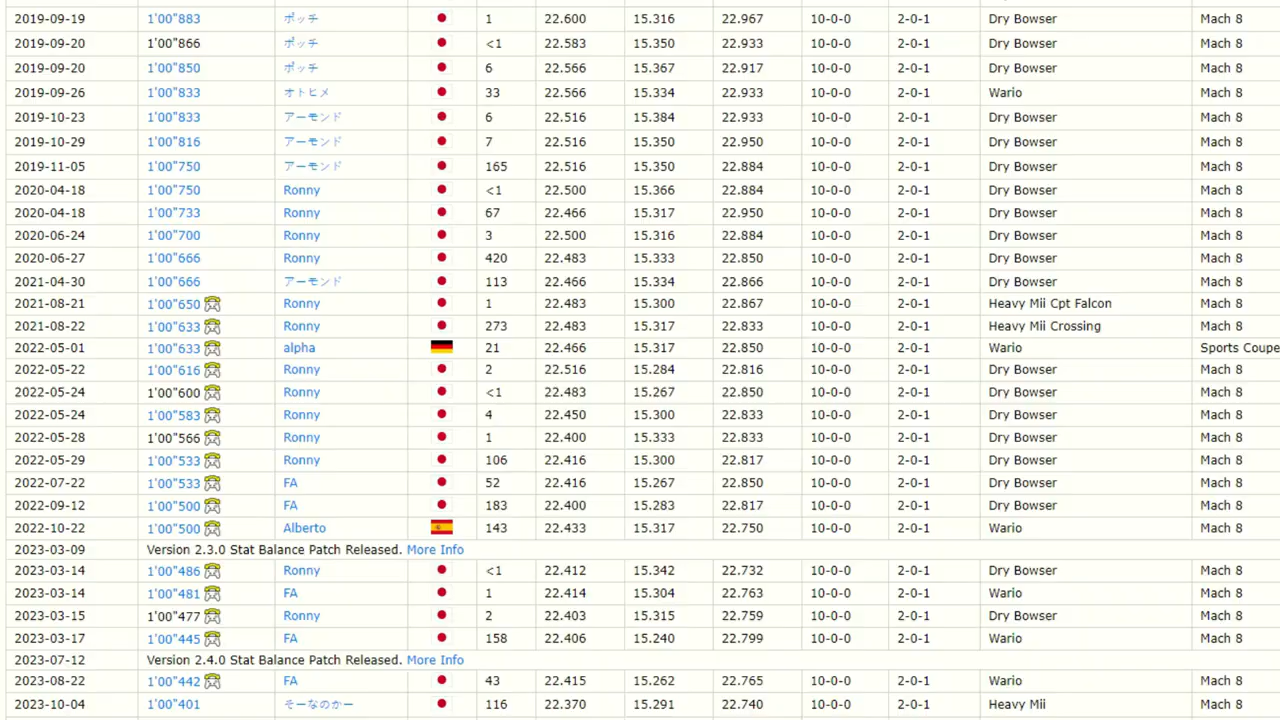 2019-09-19 1'00"883 ポッチ 1 22.600 15.316 22.967 10-0-0 2-0-1 Dry Bowser Mach 8
2019-09-20 1'00"866 ポッチ <1 22.583 15.350 22.933 10-0-0 2-0-1 Dry Bowser Mach 8
2019-09-20 1'00"850 ポッチ 6 22.566 15.367 22.917 10-0-0 2-0-1 Dry Bowser Mach 8
2019-09-26 1'00"833 オトヒメ 33 22.566 15.334 22.933 10-0-0 2-0-1 Wario Mach 8
2019-10-23 1'00"833 アーモンド 6 22.516 15.384 22.933 10-0-0 2-0-1 Dry Bowser Mach 8
2019-10-29 1'00"816 アーモンド 7 22.516 15.350 22.950 10-0-0 2-0-1 Dry Bowser Mach 8
2019-11-05 1'00"750 アーモンド 165 22.516 15.350 22.884 10-0-0 2-0-1 Dry Bowser Mach 8
2020-04-18 1'00"750 Ronny <1 22.500 15.366 22.884 10-0-0 2-0-1 Dry Bowser Mach 8
2020-04-18 1'00"733 Ronny 67 22.466 15.317 22.950 10-0-0 2-0-1 Dry Bowser Mach 8
2020-06-24 1'00"700 Ronny 3 22.500 15.316 22.884 10-0-0 2-0-1 Dry Bowser Mach 8
2020-06-27 1'00"666 Ronny 420 22.483 15.333 22.850 10-0-0 2-0-1 Dry Bowser Mach 8
2021-04-30 1'00"666 アーモンド 113 22.466 15.334 22.866 10-0-0 2-0-1 Dry Bowser Mach 8
2021-08-21 1'00"650 Ronny 1 22.483 15.300 22.867 10-0-0 2-0-1 Heavy Mii Cpt Falcon Mach 8
2021-08-22 1'00"633 Ronny 273 22.483 15.317 22.833 10-0-0 2-0-1 Heavy Mii Crossing Mach 8
2022-05-01 1'00"633 alpha 21 22.466 15.317 22.850 10-0-0 2-0-1 Wario Sports Coupe
2022-05-22 1'00"616 Ronny 2 22.516 15.284 22.816 10-0-0 2-0-1 Dry Bowser Mach 8
2022-05-24 1'00"600 Ronny <1 22.483 15.267 22.850 10-0-0 2-0-1 Dry Bowser Mach 8
2022-05-24 1'00"583 Ronny 4 22.450 15.300 22.833 10-0-0 2-0-1 Dry Bowser Mach 8
2022-05-28 1'00"566 Ronny 1 22.400 15.333 22.833 10-0-0 2-0-1 Dry Bowser Mach 8
2022-05-29 1'00"533 Ronny 106 22.416 15.300 22.817 10-0-0 2-0-1 Dry Bowser Mach 8
2022-07-22 1'00"533 FA 52 22.416 15.267 22.850 10-0-0 2-0-1 Dry Bowser Mach 8
2022-09-12 1'00"500 FA 183 22.400 15.283 22.817 10-0-0 2-0-1 Dry Bowser Mach 8
2022-10-22 1'00"500 Alberto 143 22.433 15.317 22.750 10-0-0 2-0-1 Wario Mach 8
2023-03-09 Version 2.3.0 Stat Balance Patch Released. More Info
2023-03-14 1'00"486 Ronny <1 22.412 15.342 22.732 10-0-0 2-0-1 Dry Bowser Mach 8
2023-03-14 1'00"481 FA 1 22.414 15.304 22.763 10-0-0 2-0-1 Wario Mach 8
2023-03-15 1'00"477 Ronny 2 22.403 15.315 22.759 10-0-0 2-0-1 Dry Bowser Mach 8
2023-03-17 1'00"445 FA 158 22.406 15.240 22.799 10-0-0 2-0-1 Wario Mach 8
2023-07-12 Version 2.4.0 Stat Balance Patch Released. More Info
2023-08-22 1'00"442 FA 43 22.415 15.262 22.765 10-0-0 2-0-1 Wario Mach 8
2023-10-04 1'00"401 そーなのかー 116 22.370 15.291 22.740 10-0-0 2-0-1 Heavy Mii Mach 8